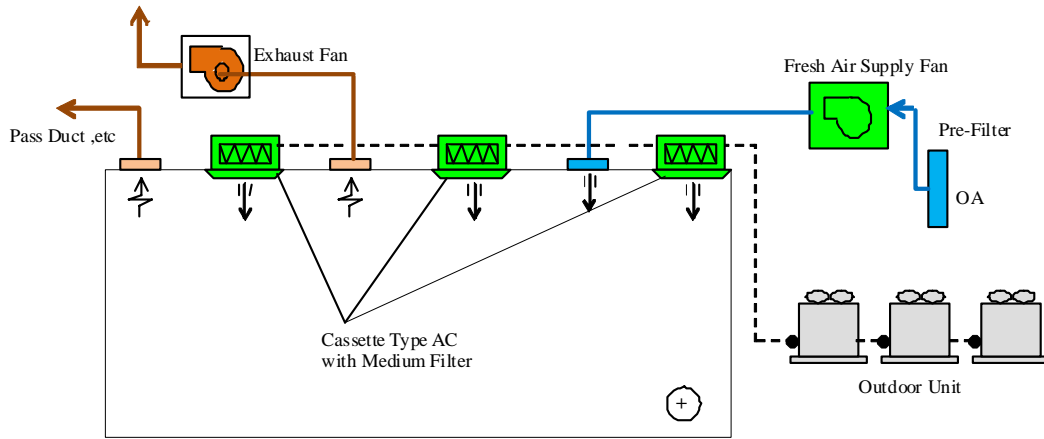 Exhaust Fan
Fresh Air Supply Fan
Pass Duct ,etc
Pre-Filter
OA
Cassette Type AC
with Medium Filter
Outdoor Unit
+